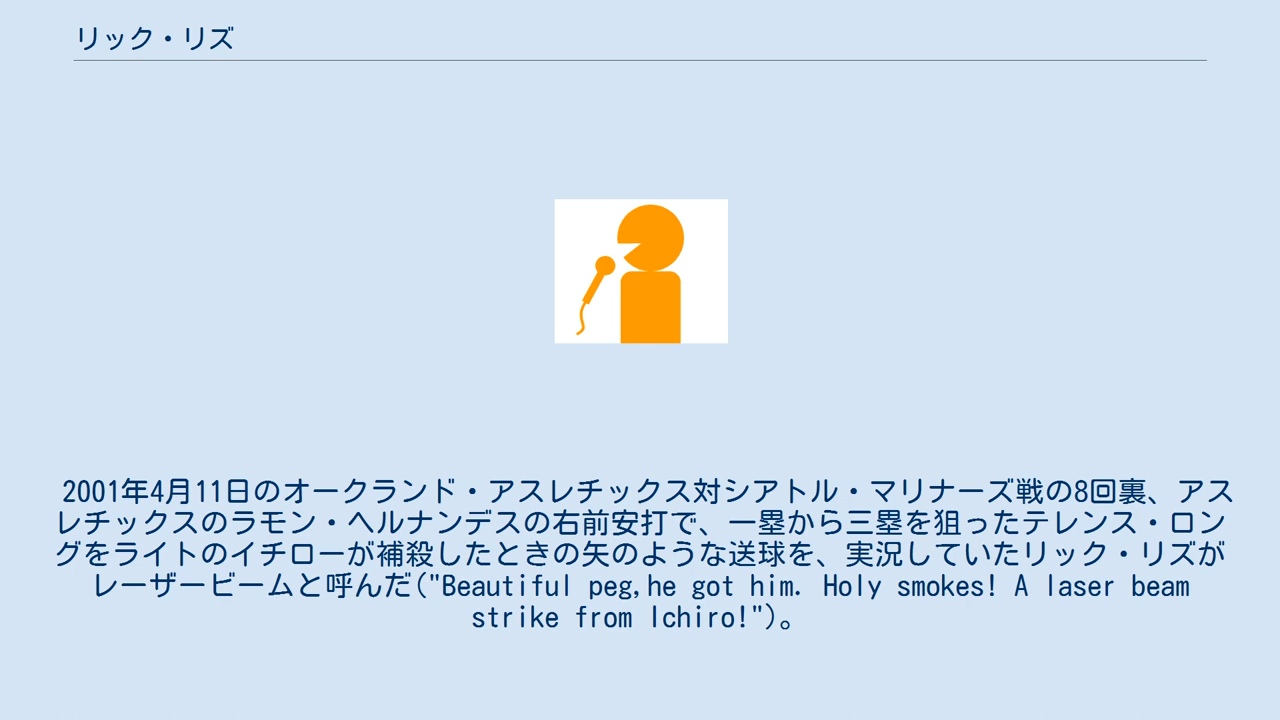 リック・リズ
2001年4月11日のオークランド・アスレチックス対シアトル・マリナーズ戦の8回裏、アス
レチックスのラモン・ヘルナンデスの右前安打で、一塁から三塁を狙ったテレンス・ロン
グをライトのイチローが補殺したときの矢のような送球を、実況していたリック・リズが
レーザービームと呼んだ("Beautiful peg,he got him. Holy smokes! A laser beam
strike from Ichiro!")。